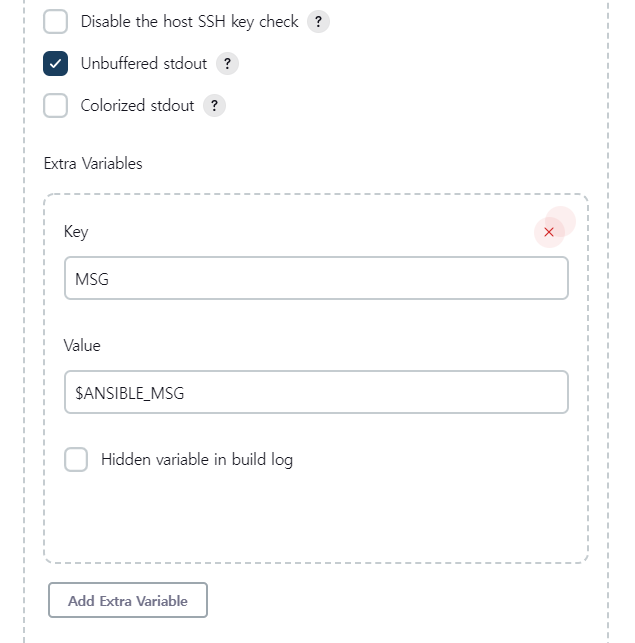 Disable the host SSH key check ?
Unbuffered stdout ?
Colorized stdout ?
Extra Variables
Key
MSG
Value
$ANSIBLE_MSG
Hidden variable in build log
Add Extra Variable